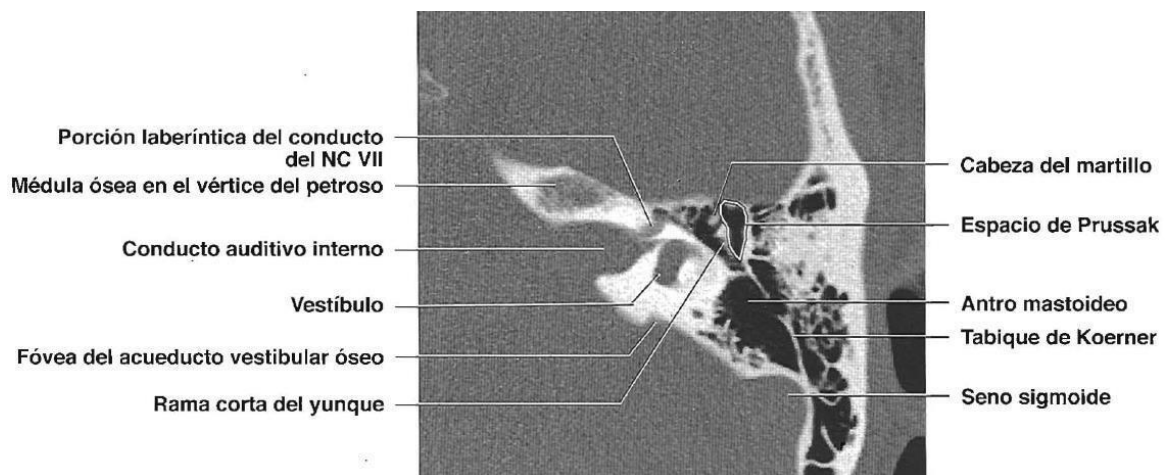 Porción laberíntica del conducto
del NC VII
Médula ósea en el vértice del petroso
Conducto auditivo interno
Vestíbulo
Fóvea del acueducto vestibular óseo
Rama corta del yunque
Cabeza del martillo
Espacio de Prussak
Antro mastoideo
Tabique de Koerner
Seno sigmoide